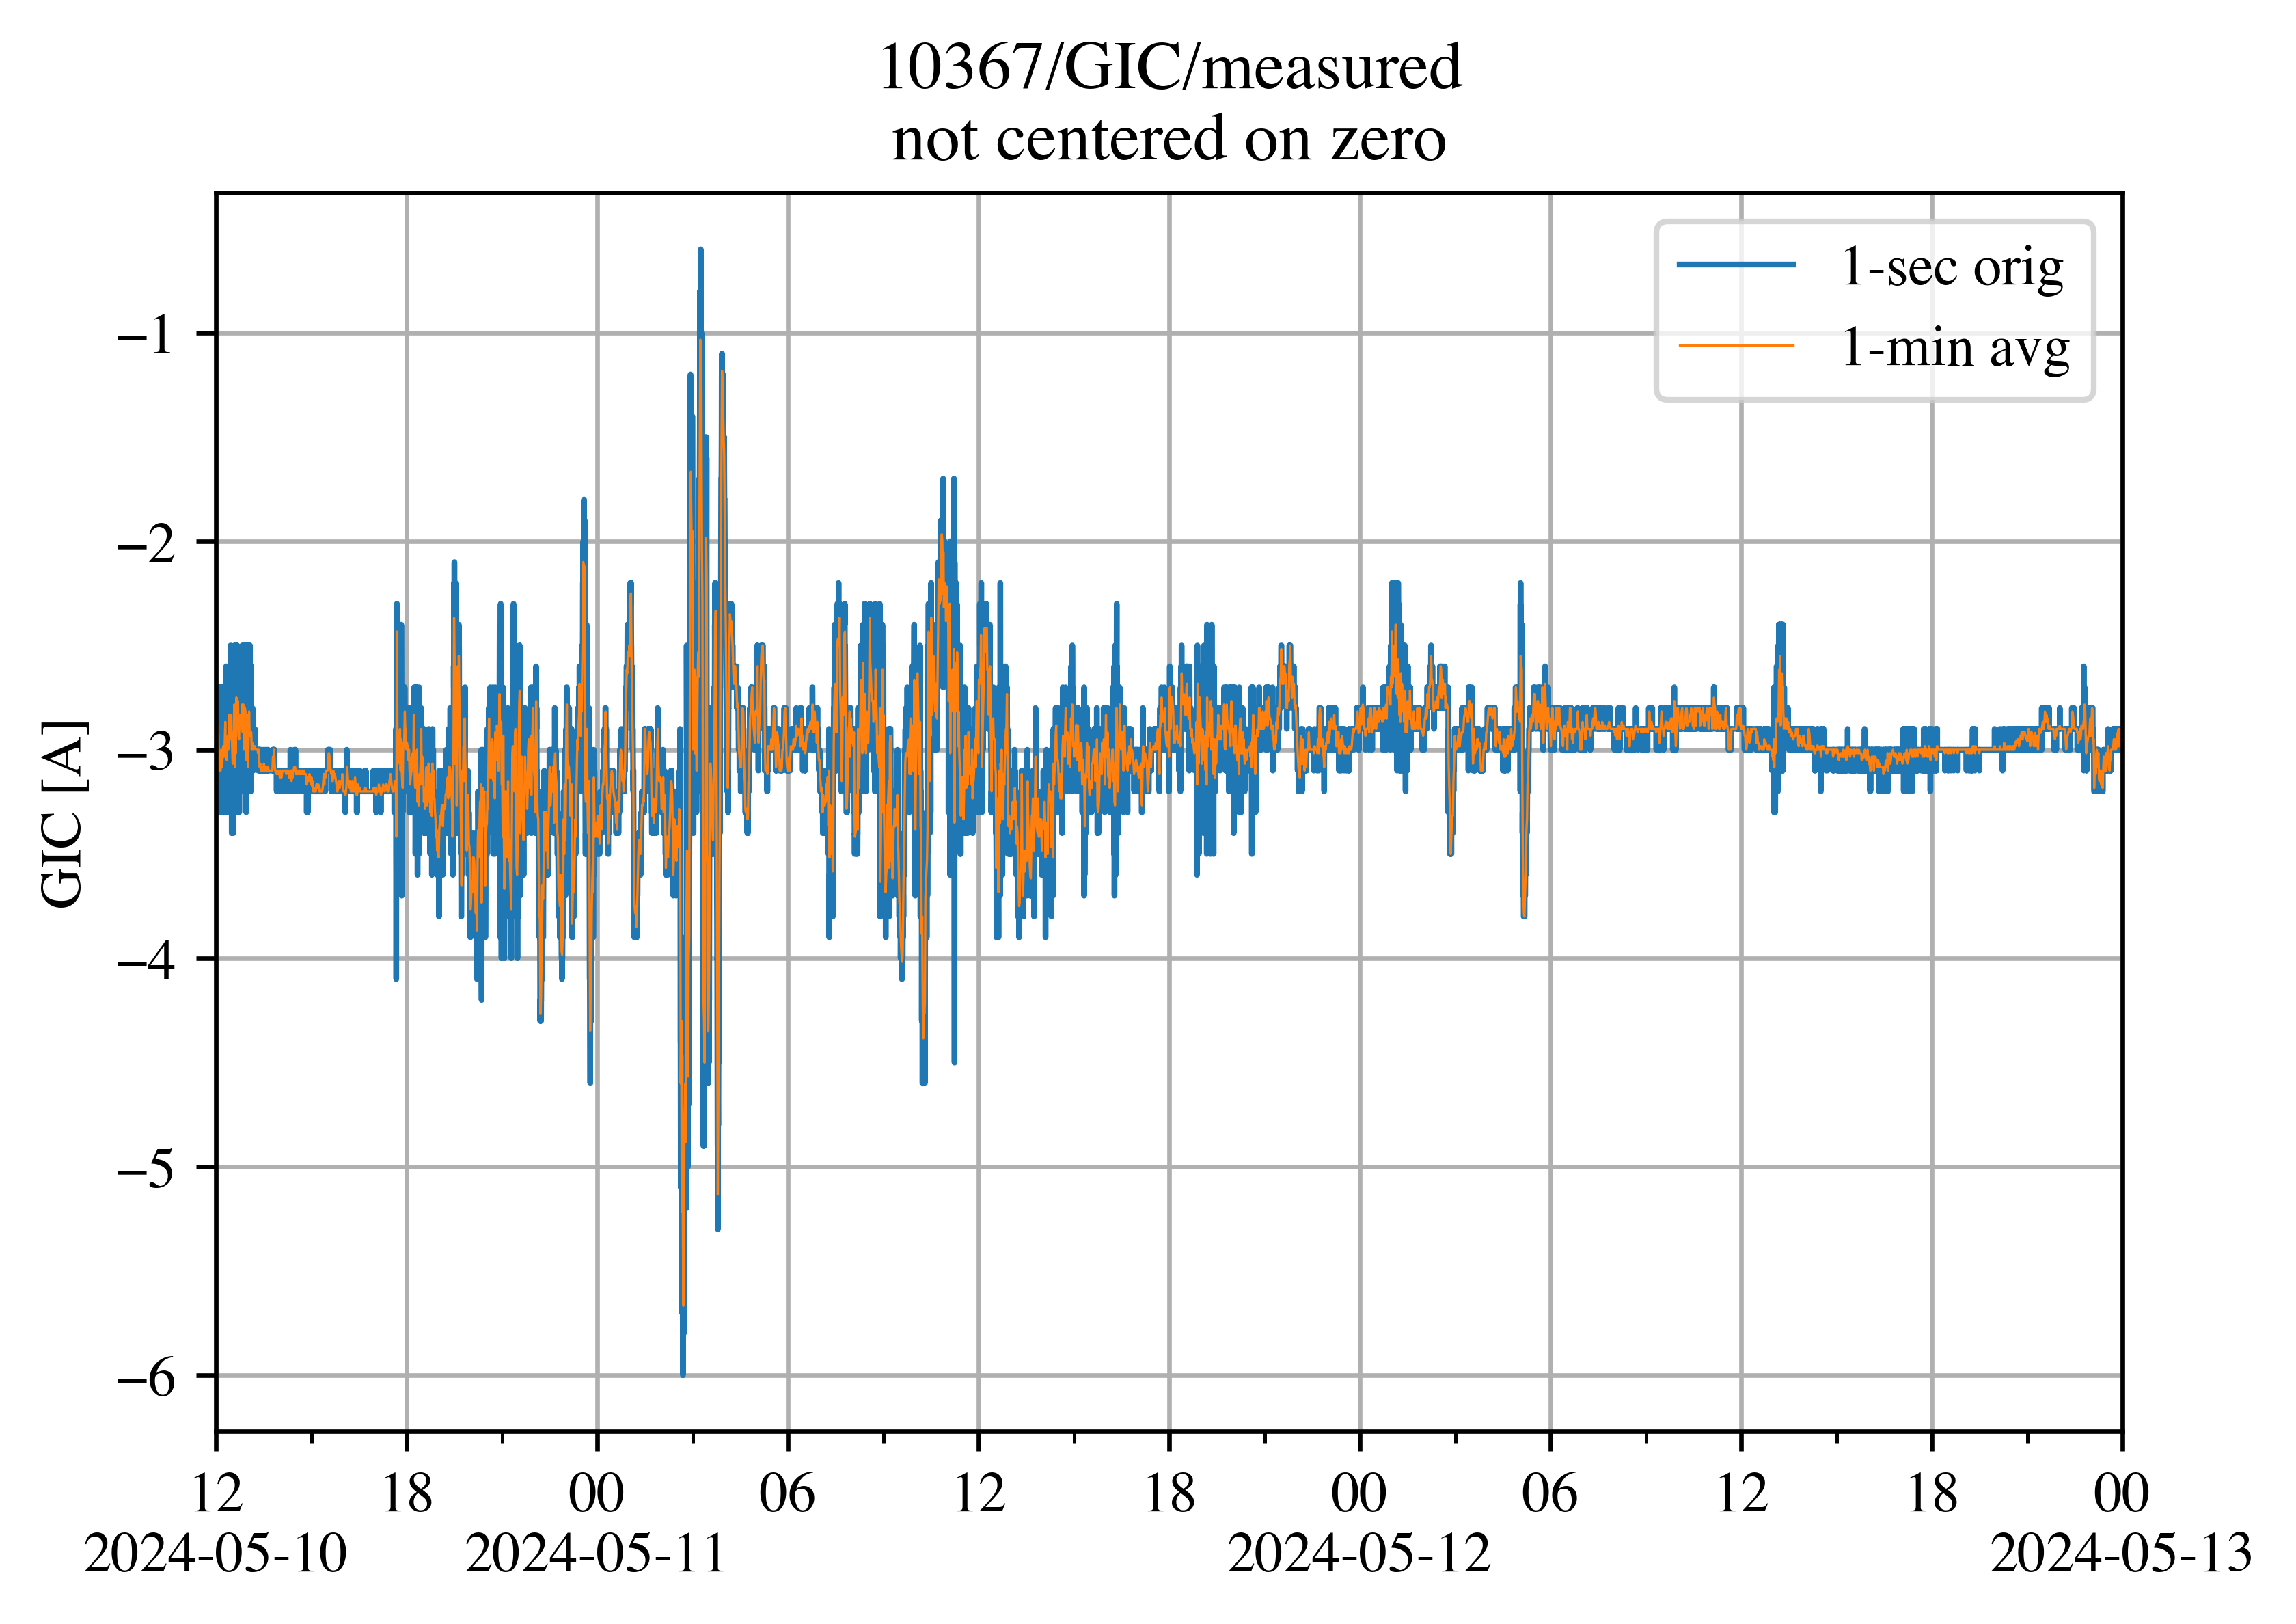 10367//GIC/measured
not centered on zero
1-sec orig
1-min avg
GIC [A]
−1
−2
−3
−4
−5
−6
12 18 00 06 12 18 00 06 12 18 00
2024-05-10 2024-05-11 2024-05-12 2024-05-13